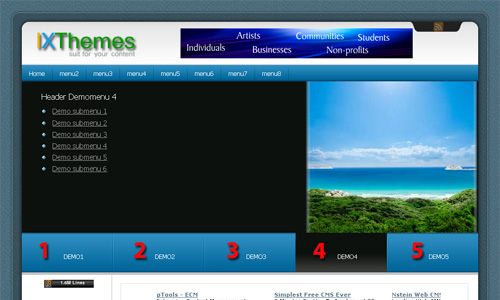 IXThemes
suit for your content
Artists
Communities
Students
Individuals
Businesses
Non-profits
Home menu2 menu3 menu4 menu5 menu6 menu7 menu8
Header Demomenu 4
Demo submenu 1
Demo submenu 2
Demo submenu 3
Demo submenu 4
Demo submenu 5
Demo submenu 6
1 DEMO1 2 DEMO2 3 DEMO3 4 DEMO4 5 DEMO5
1.6M Lines
pTools - ECM
Simplest Free CMS Ever
Nstein Web CM!